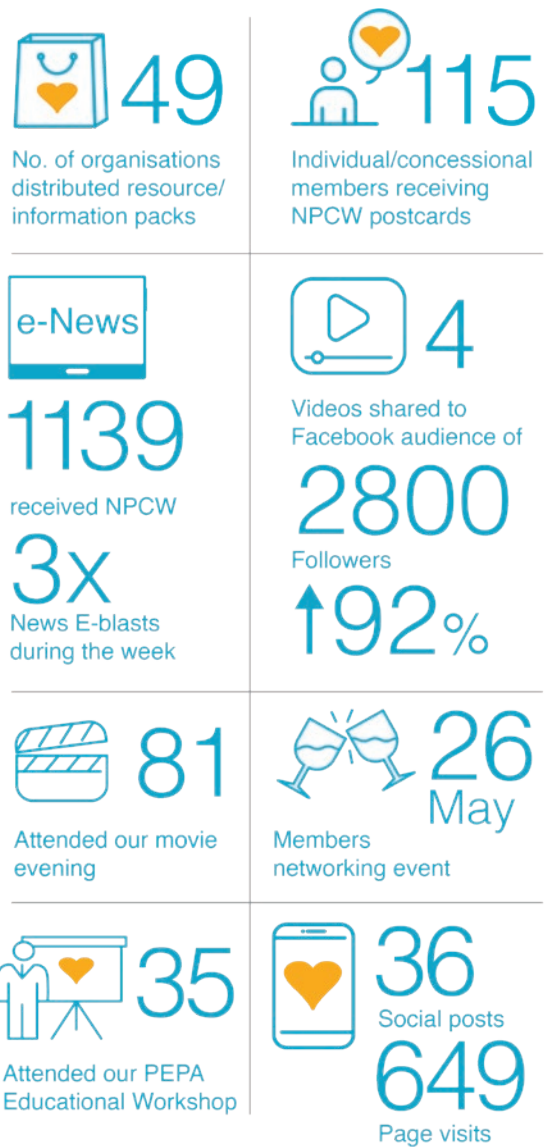 49
No. of organisations
distributed resource/
information packs
115
Individual/concessional
members receiving
NPCW postcards
e-News
1139
received NPCW
3x
News E-blasts
during the week
4
Videos shared to
Facebook audience of
2800
Followers
↑92%
81
Attended our movie
evening
26
May
Members
networking event
35
Attended our PEPA
Educational Workshop
36
Social posts
649
Page visits